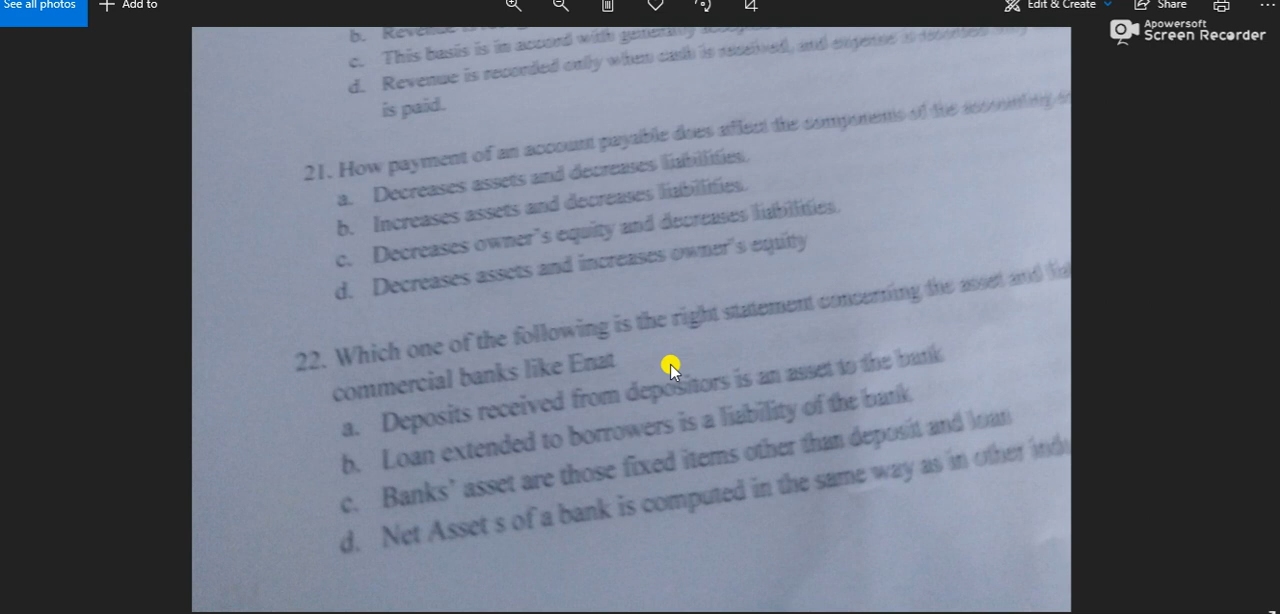 See all photos
Add to
Edit & Create
Share
Apowersoft
Screen Recorder
b.
c. This basis is in accord with generally
d. Revenue is recorded only when cash is received, and expense is recorded only
is paid.
21. How payment of an account payable does affect the components of the accounting
a. Decreases assets and decreases liabilities.
b. Increases assets and decreases liabilities.
c. Decreases owner's equity and decreases liabilities.
d. Decreases assets and increases owner's equity
22. Which one of the following is the right statement concerning the asset and
commercial banks like Enat
a. Deposits received from depositors is an asset to the bank
b. Loan extended to borrowers is a liability of the bank
c. Banks' asset are those fixed items other than deposit and loan
d. Net Asset s of a bank is computed in the same way as in other